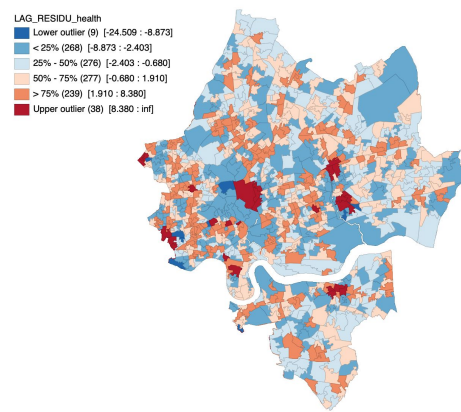 LAG_RESIDU_health
Lower outlier (9) [-24.509 : -8.873]
< 25% (268) [-8.873 : -2.403]
25% - 50% (276) [-2.403 : -0.680]
50% - 75% (277) [-0.680 : 1.910]
> 75% (239) [1.910 : 8.380]
Upper outlier (38) [8.380 : inf]